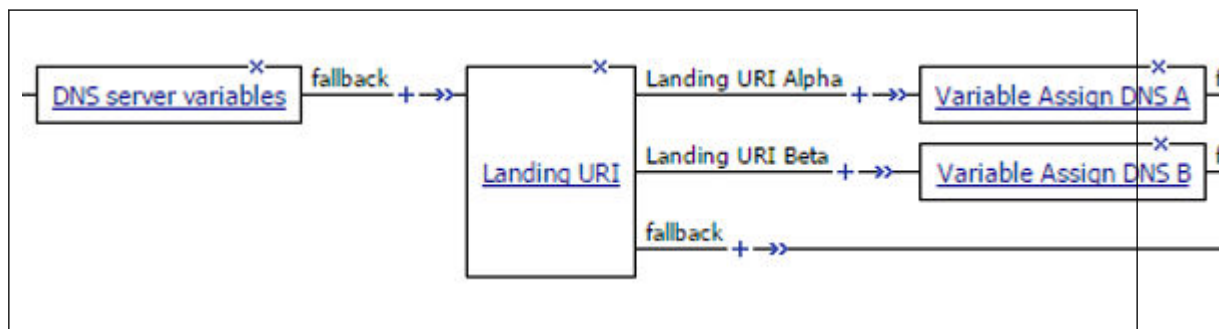 DNS server variables
fallback
Landing URI
Landing URI Alpha
Variable Assign DNS A
Landing URI Beta
Variable Assign DNS B
fallback